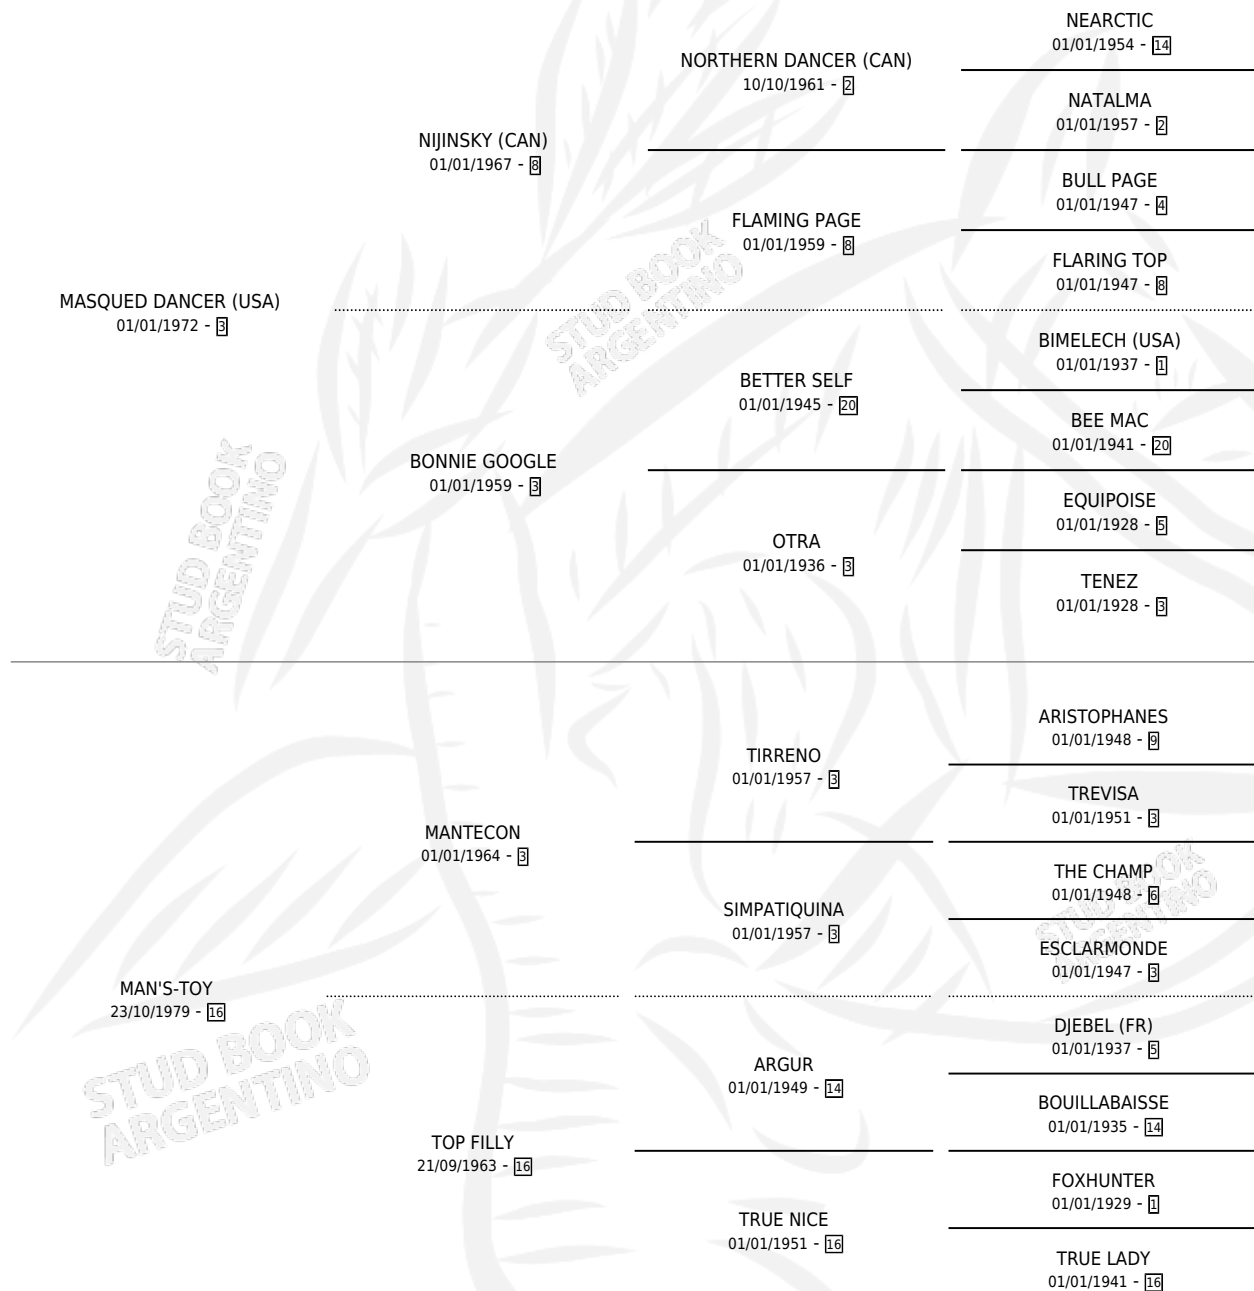 NEARCTIC
01/01/1954 - 14
NORTHERN DANCER (CAN)
10/10/1961 - 2
NATALMA
01/01/1957 - 2
NIJINSKY (CAN)
01/01/1967 - 8
BULL PAGE
01/01/1947 - 4
FLAMING PAGE
01/01/1959 - 8
FLARING TOP
01/01/1947 - 8
MASQUED DANCER (USA)
01/01/1972 - 3
STUD BOOK
ARGENTINO
BIMELECH (USA)
01/01/1937 - 1
BETTER SELF
01/01/1945 - 20
BEE MAC
01/01/1941 - 20
BONNIE GOOGLE
01/01/1959 - 3
EQUIPOISE
01/01/1928 - 5
OTRA
01/01/1936 - 3
TENEZ
01/01/1928 - 3
STUD BOOK
ARGENTINO
ARISTOPHANES
01/01/1948 - 9
TIRRENO
01/01/1957 - 3
TREVISA
01/01/1951 - 3
MANTECON
01/01/1964 - 3
THE CHAMP
01/01/1948 - 6
SIMPATIQUINA
01/01/1957 - 3
ESCLARMONDE
01/01/1947 - 3
STUD BOOK
ARGENTINO
MAN'S-TOY
23/10/1979 - 16
DJEBEL (FR)
01/01/1937 - 5
ARGUR
01/01/1949 - 14
BOUILLABAISSE
01/01/1935 - 14
STUD BOOK
ARGENTINO
TOP FILLY
21/09/1963 - 16
FOXHUNTER
01/01/1929 - 1
TRUE NICE
01/01/1951 - 16
TRUE LADY
01/01/1941 - 16